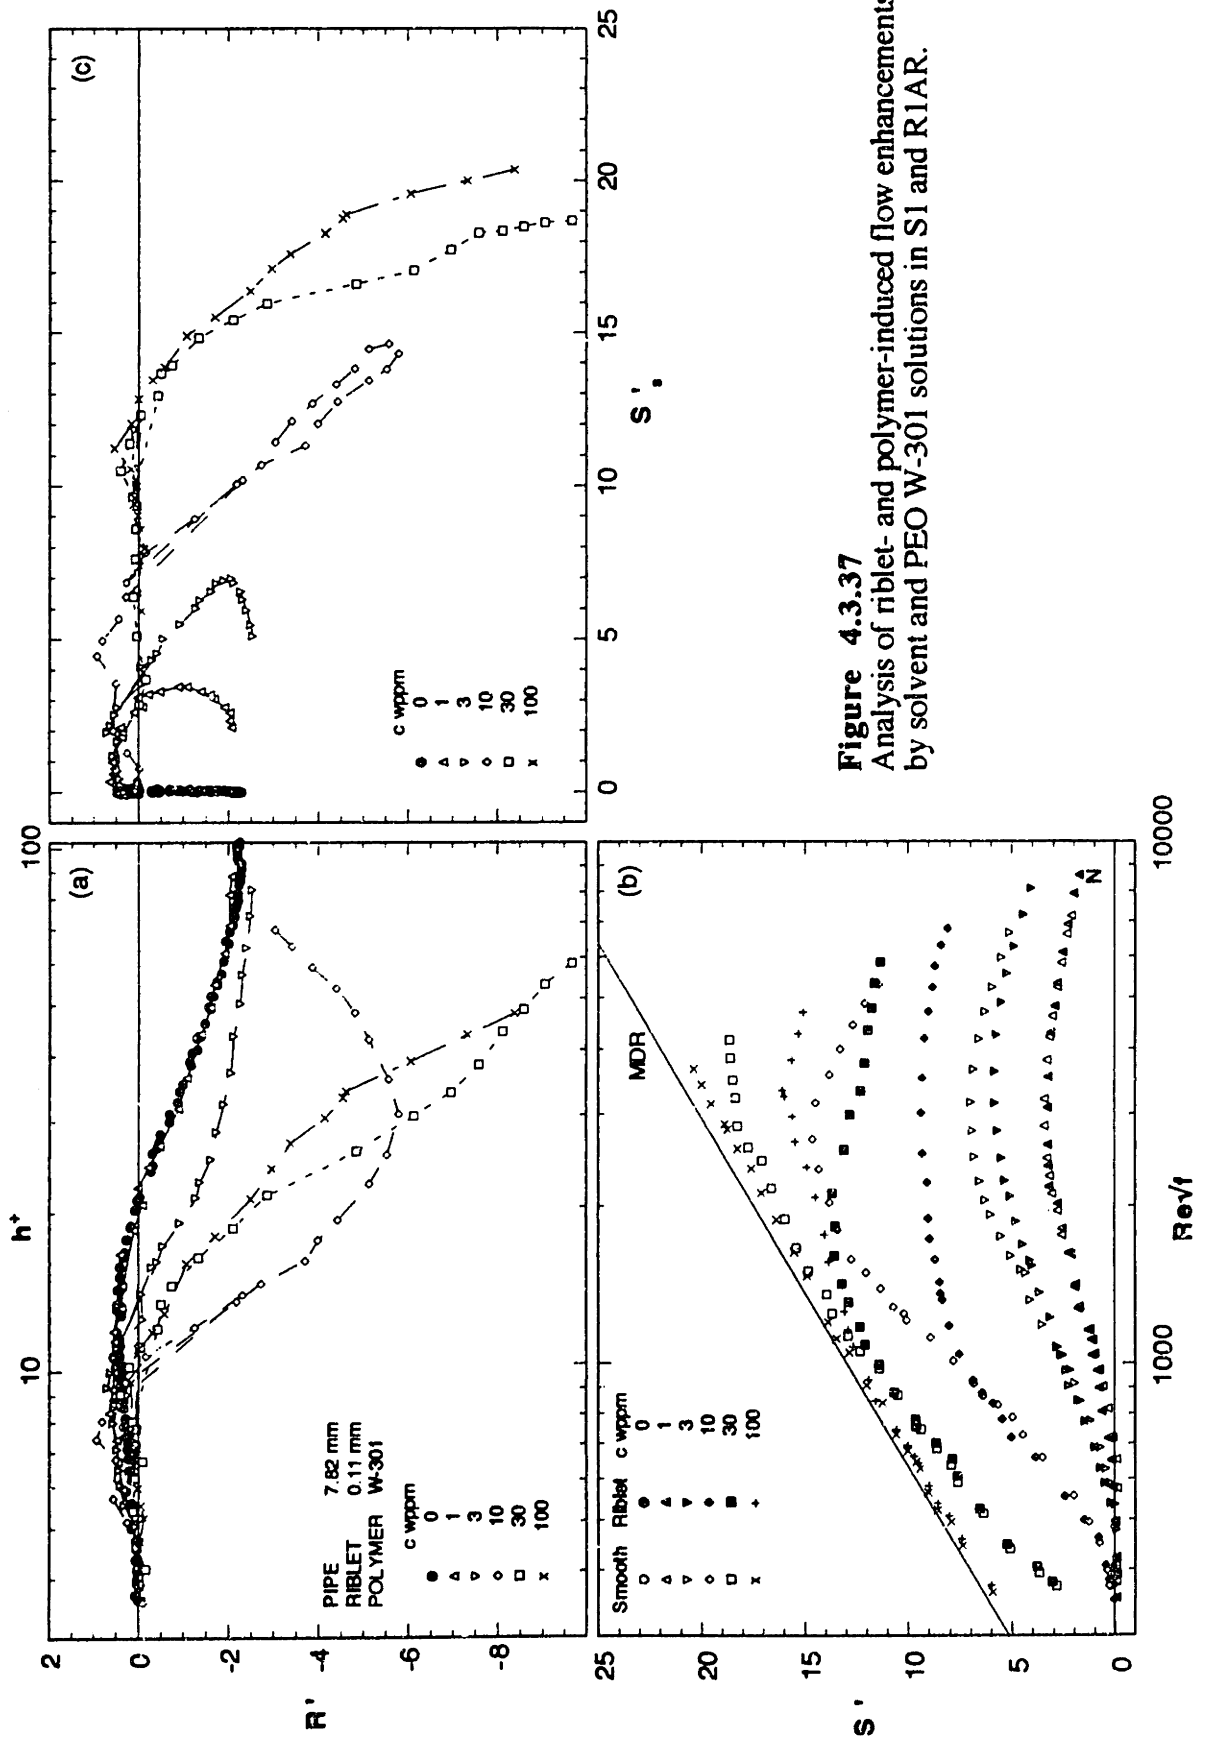 h+
10
100
(a)
2
0
-2
-4
-6
-8
R'
PIPE 7.82 mm
RIBLET 0.11 mm
POLYMER W-301
c wppm
0
1
3
10
30
100
(b)
25
20
15
10
5
0
S'
MDR
N
Smooth Riblet c wppm
0
1
3
10
30
100
1000
10000
Re√f
(c)
c wppm
0
1
3
10
30
100
0
5
10
15
20
25
S's
Figure 4.3.37
Analysis of riblet- and polymer-induced flow enhancements
by solvent and PEO W-301 solutions in S1 and R1AR.